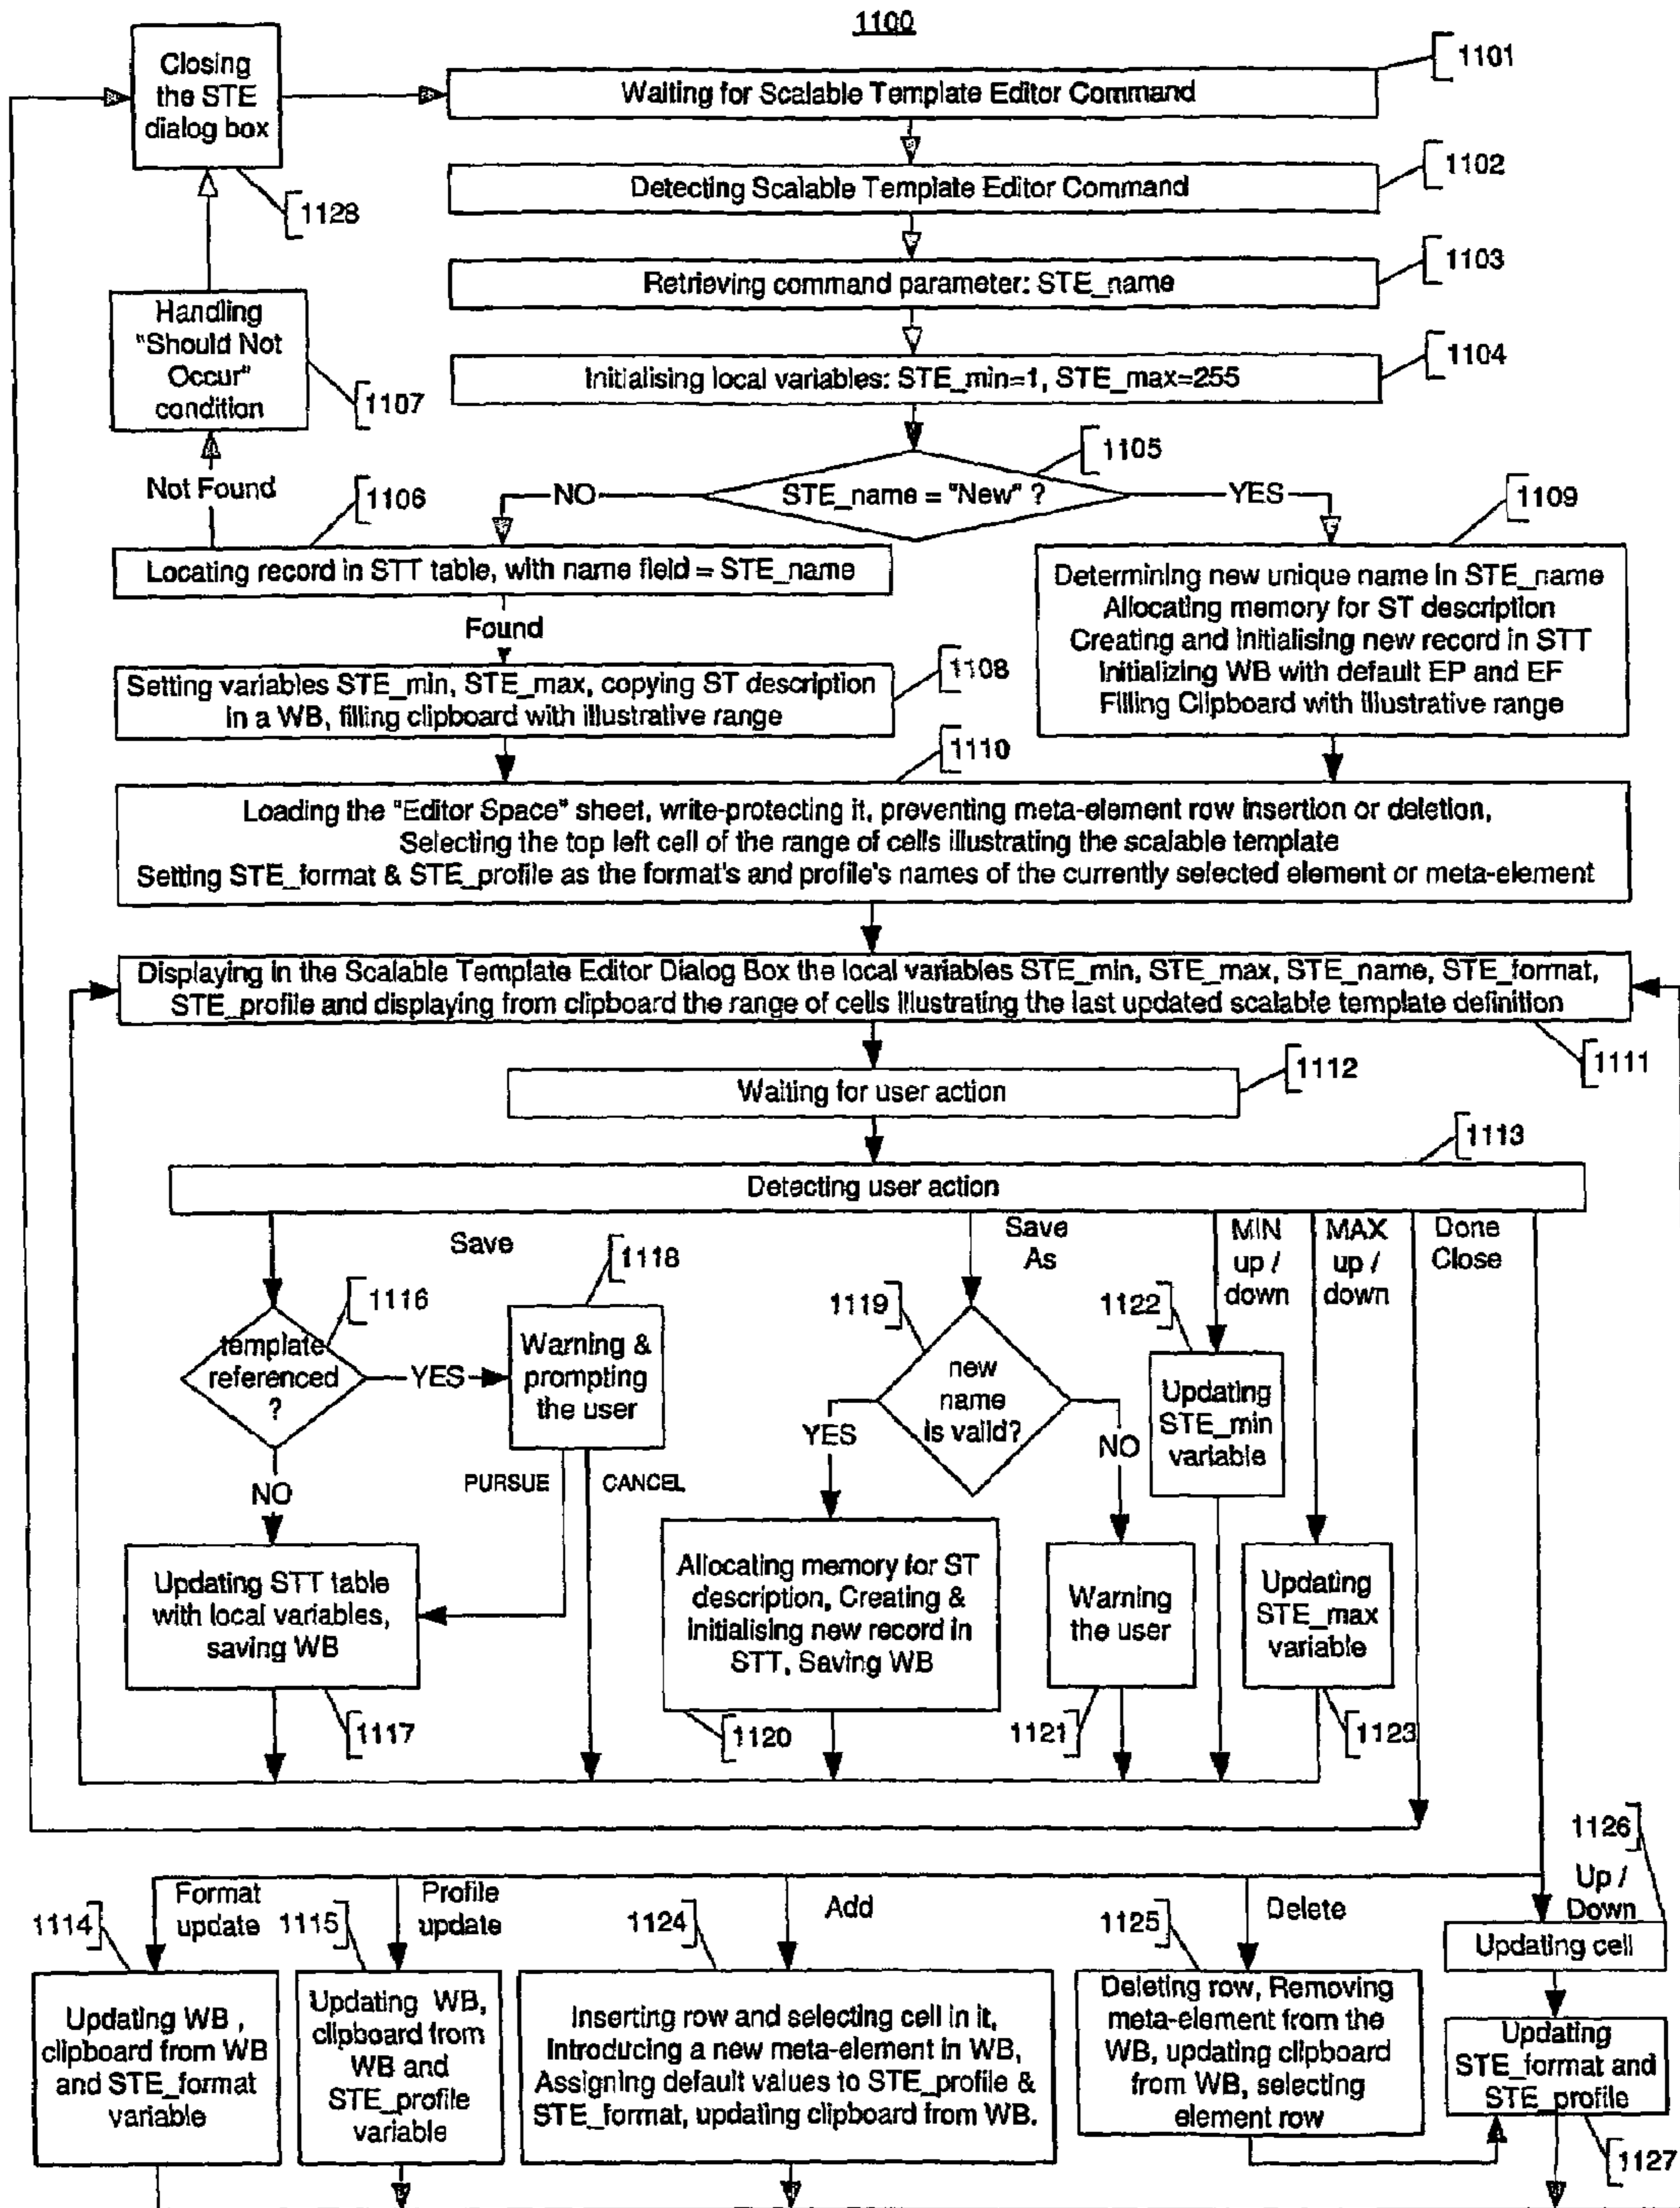 1100
Closing
the STE
dialog box
1101
Waiting for Scalable Template Editor Command
1102
Detecting Scalable Template Editor Command
1128
1103
Retrieving command parameter: STE_name
Handling
"Should Not
Occur"
condition
1104
Initialising local variables: STE_min=1, STE_max=255
1107
1105
STE_name = "New" ?
NO
YES
Not Found
1106
1109
Locating record in STT table, with name field = STE_name
Found
Determining new unique name in STE_name
Allocating memory for ST description
Creating and initialising new record in STT
Initializing WB with default EP and EF
Filling Clipboard with illustrative range
1108
Setting variables STE_min, STE_max, copying ST description
in a WB, filling clipboard with illustrative range
1110
Loading the "Editor Space" sheet, write-protecting it, preventing meta-element row insertion or deletion,
Selecting the top left cell of the range of cells illustrating the scalable template
Setting STE_format & STE_profile as the format's and profile's names of the currently selected element or meta-element
Displaying in the Scalable Template Editor Dialog Box the local variables STE_min, STE_max, STE_name, STE_format,
STE_profile and displaying from clipboard the range of cells illustrating the last updated scalable template definition
1111
1112
Waiting for user action
1113
Detecting user action
Save
Save
As
MIN
up /
down
MAX
up /
down
Done
Close
1116
template
referenced
?
YES
NO
1118
Warning &
prompting
the user
PURSUE
CANCEL
1119
new
name
is valid?
YES
NO
1122
Updating
STE_min
variable
Updating STT table
with local variables,
saving WB
1117
Allocating memory for ST
description, Creating &
initialising new record in
STT, Saving WB
1120
Warning
the user
1121
Updating
STE_max
variable
1123
1126
Up /
Down
Format
update
1114
Profile
update
1115
Add
1124
Delete
1125
Updating cell
Updating WB ,
clipboard from WB
and STE_format
variable
Updating WB,
clipboard from
WB and
STE_profile
variable
Inserting row and selecting cell in it,
Introducing a new meta-element in WB,
Assigning default values to STE_profile &
STE_format, updating clipboard from WB.
Deleting row, Removing
meta-element from the
WB, updating clipboard
from WB, selecting
element row
Updating
STE_format and
STE_profile
1127